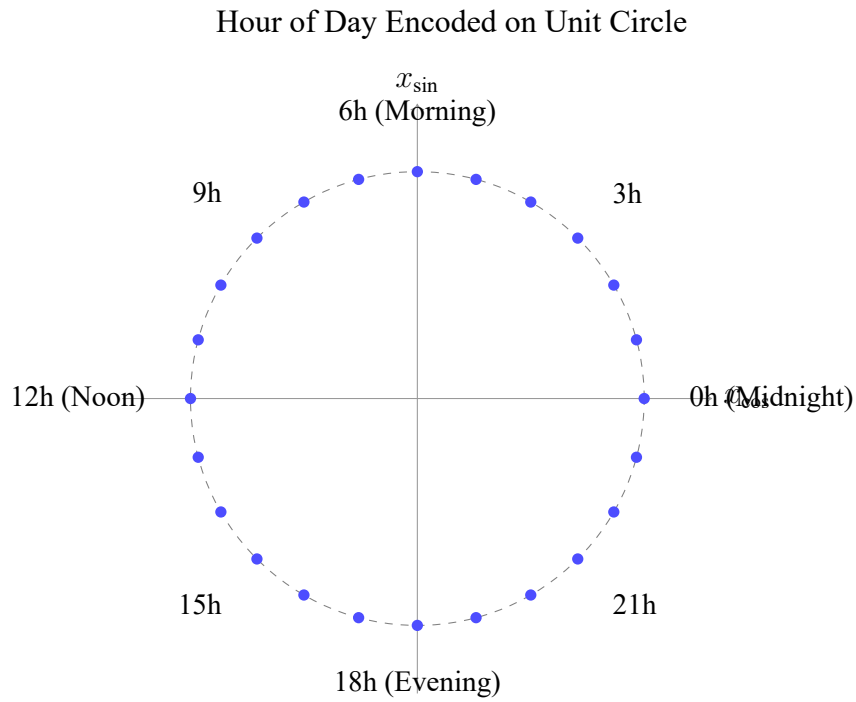 Hour of Day Encoded on Unit Circle
x_sin
6h (Morning)
9h
3h
12h (Noon)
0h (Midnight)
x_cos
15h
21h
18h (Evening)